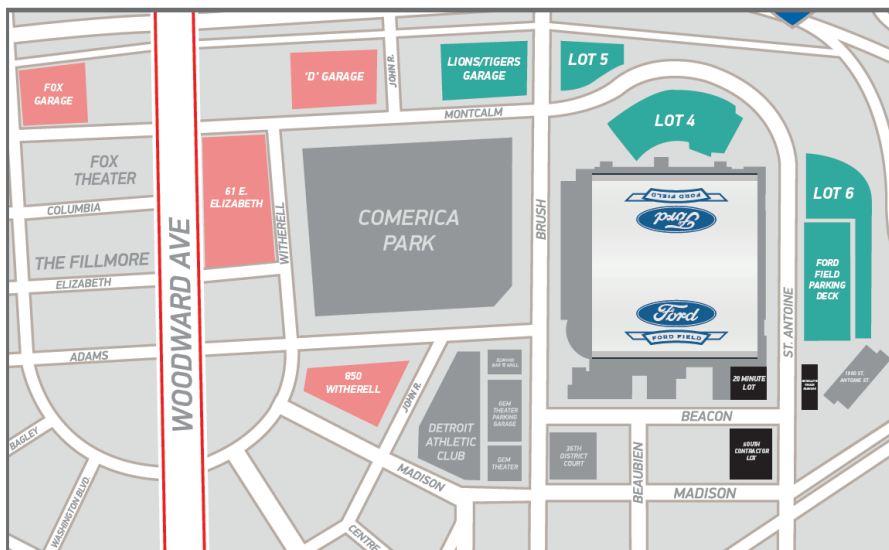 FOX
GARAGE
'D' GARAGE
JOHN R.
LIONS/TIGERS
GARAGE
LOT 5
MONTCALM
LOT 4
FOX
THEATER
61 E.
ELIZABETH
COLUMBIA
WITHERELL
COMERICA
PARK
BRUSH
FORD FIELD
Ford
LOT 6
THE FILLMORE
ELIZABETH
WOODWARD AVE
Ford
FORD FIELD
FORD
FIELD
PARKING
DECK
ST. ANTOINE
ADAMS
850
WITHERELL
JOHN R.
DETROIT
ATHLETIC
CLUB
GEM
THEATER
PARKING
GARAGE
GEM
THEATER
20 MINUTE
LOT
1900 ST.
ANTOINE ST.
BEACON
36TH
DISTRICT
COURT
BEAUBIEN
SOUTH
CONTRACTOR
LOT
MADISON
BAGLEY
WASHINGTON BLVD.
MADISON
CENTRE